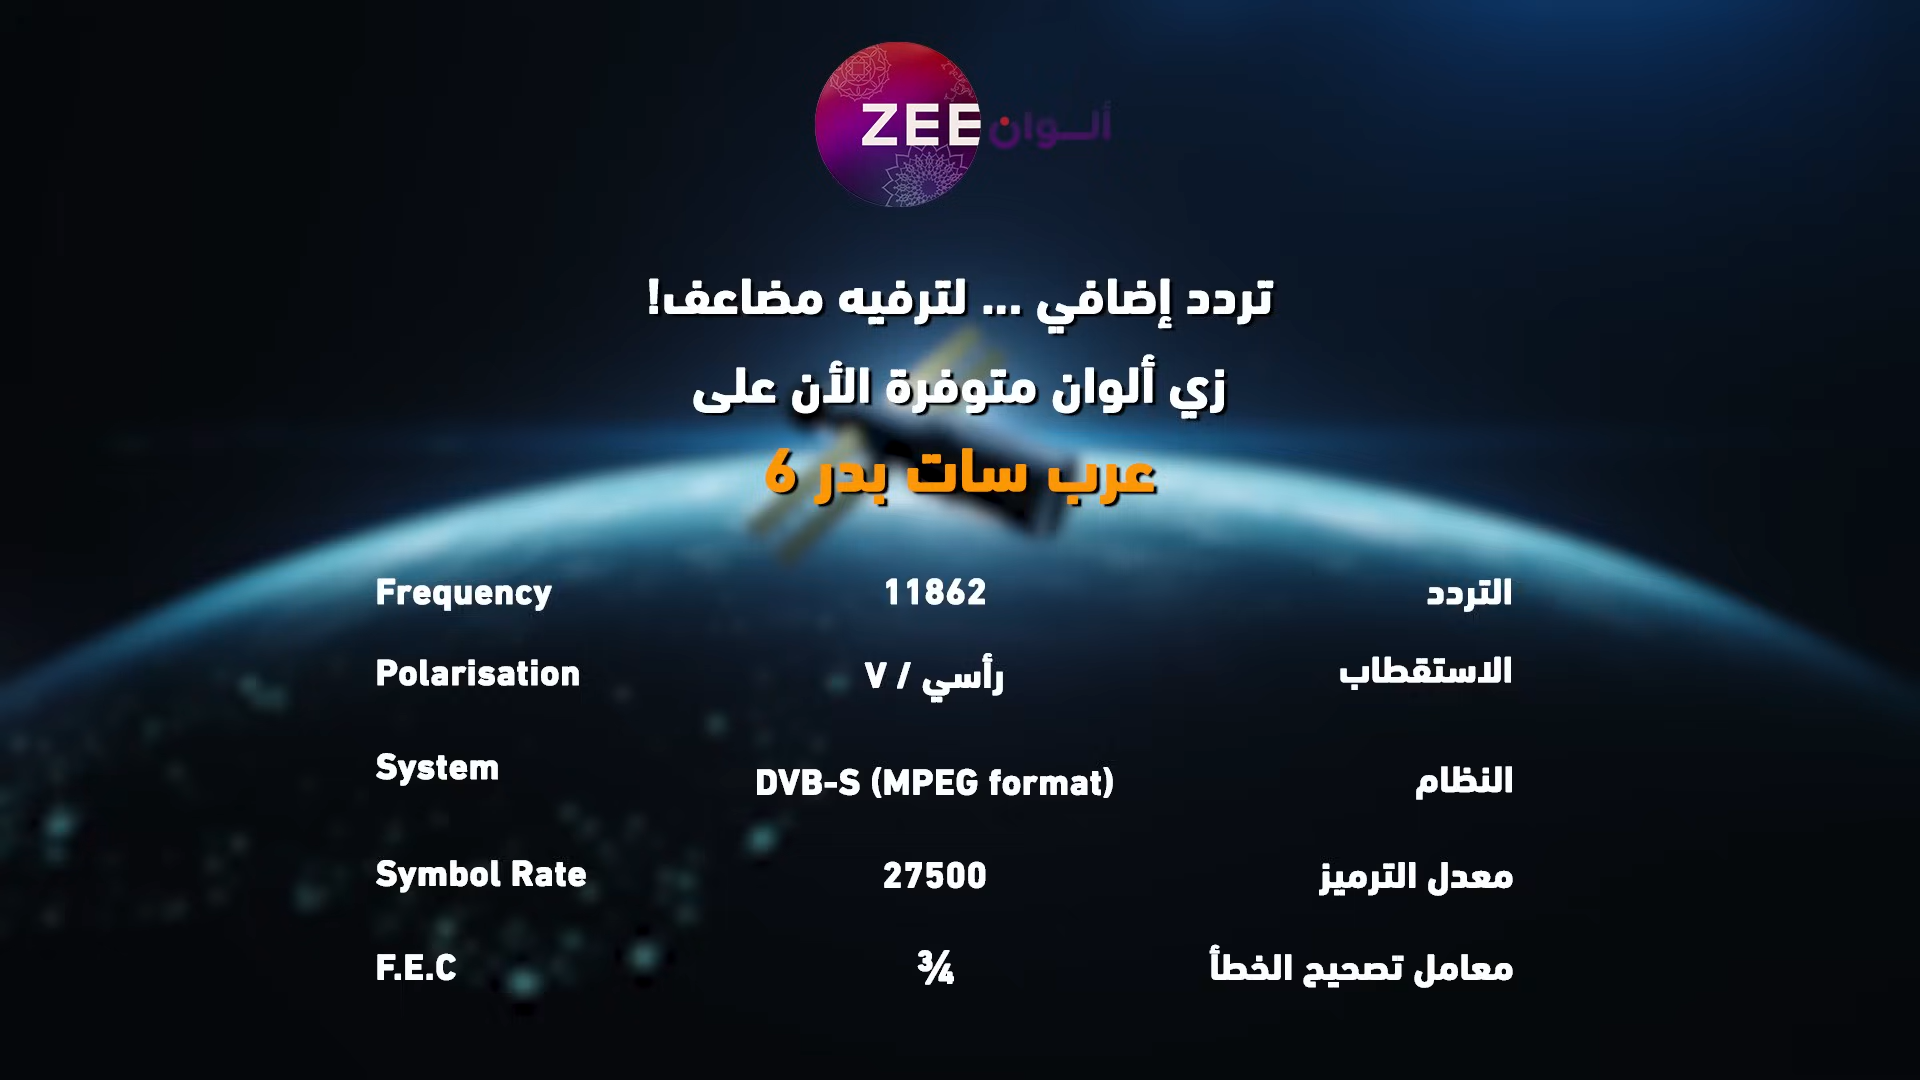 ZEE ألوان
تردد إضافي ... لترفيه مضاعف!
زي ألوان متوفرة الأن على
عرب سات بدر 6
Frequency 11862 التردد
Polarisation رأسي / V الاستقطاب
System DVB-S (MPEG format) النظام
Symbol Rate 27500 معدل الترميز
F.E.C ¾ معامل تصحيح الخطأ